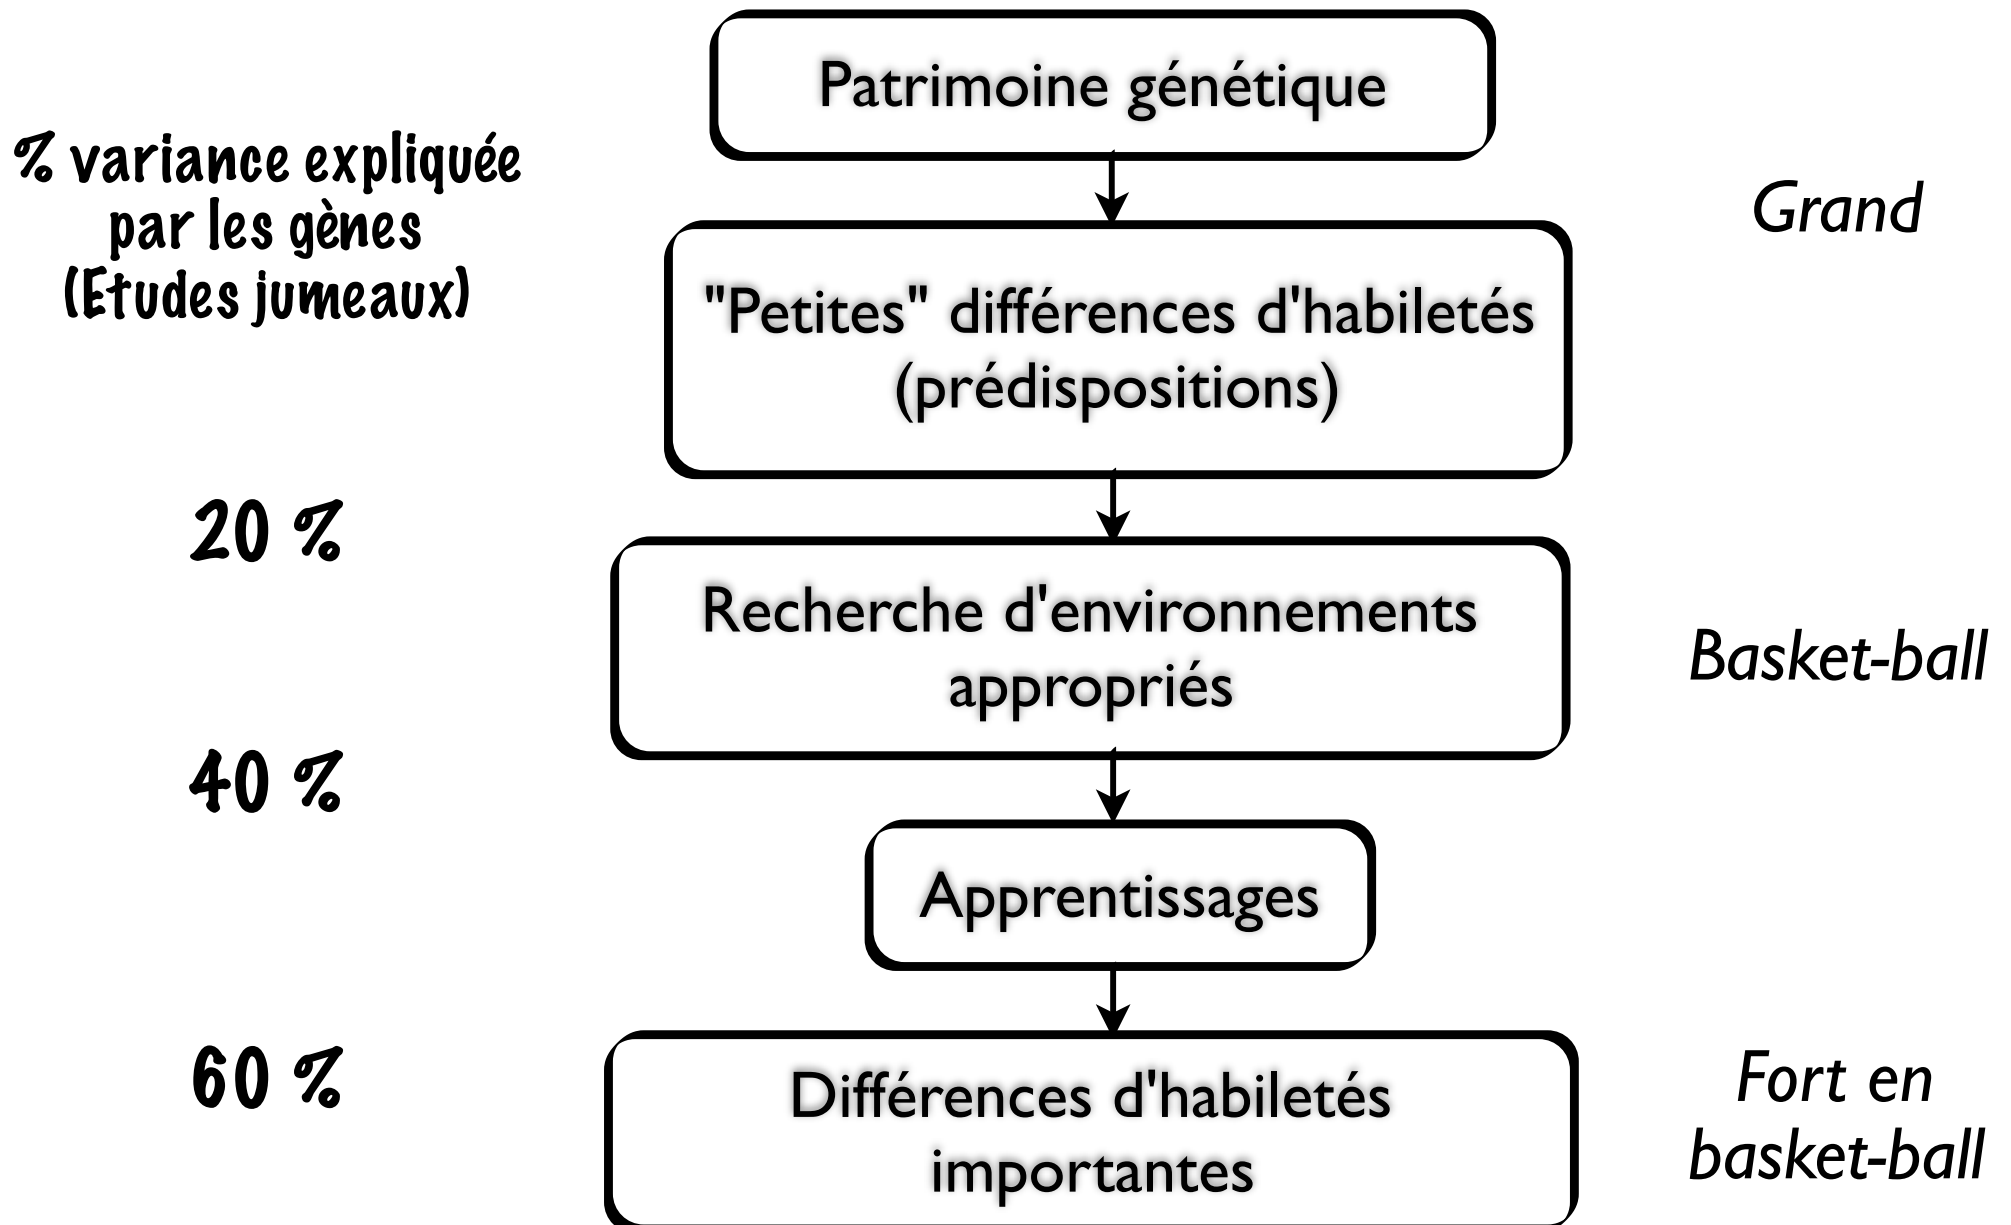 Patrimoine génétique
% variance expliquée
par les gènes
(Etudes jumeaux)
Grand
"Petites" différences d'habiletés
(prédispositions)
20 %
Recherche d'environnements
appropriés
Basket-ball
40 %
Apprentissages
60 %
Différences d'habiletés
importantes
Fort en
basket-ball